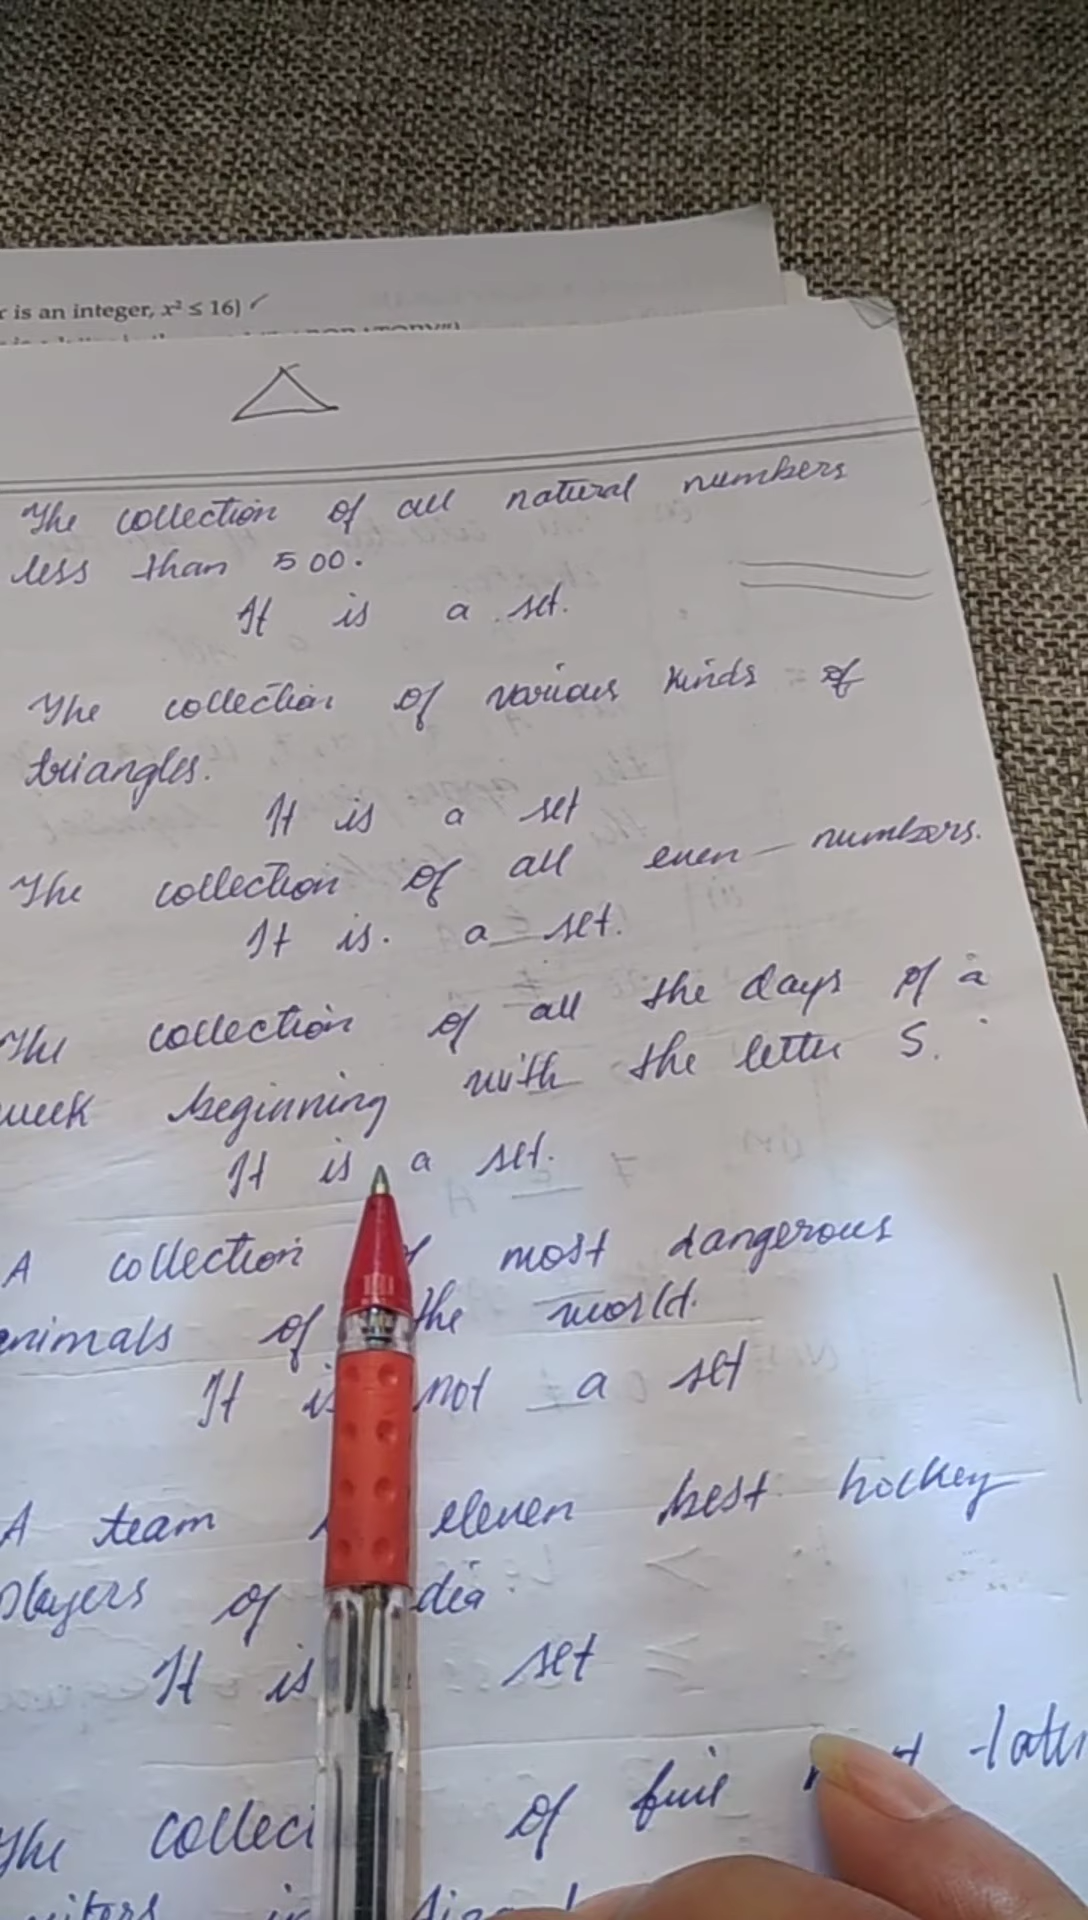 is an integer, x² ≤ 16)
The collection of all natural numbers
less than 500.
It is a set.
The collection of various kinds of
triangles.
It is a set
The collection of all even numbers.
It is a set.
The collection of all the days of a
week beginning with the letter S.
It is a set.
A collection most dangerous
animals of the world.
It is not a set
A team eleven best hockey
players of
It is set
The of